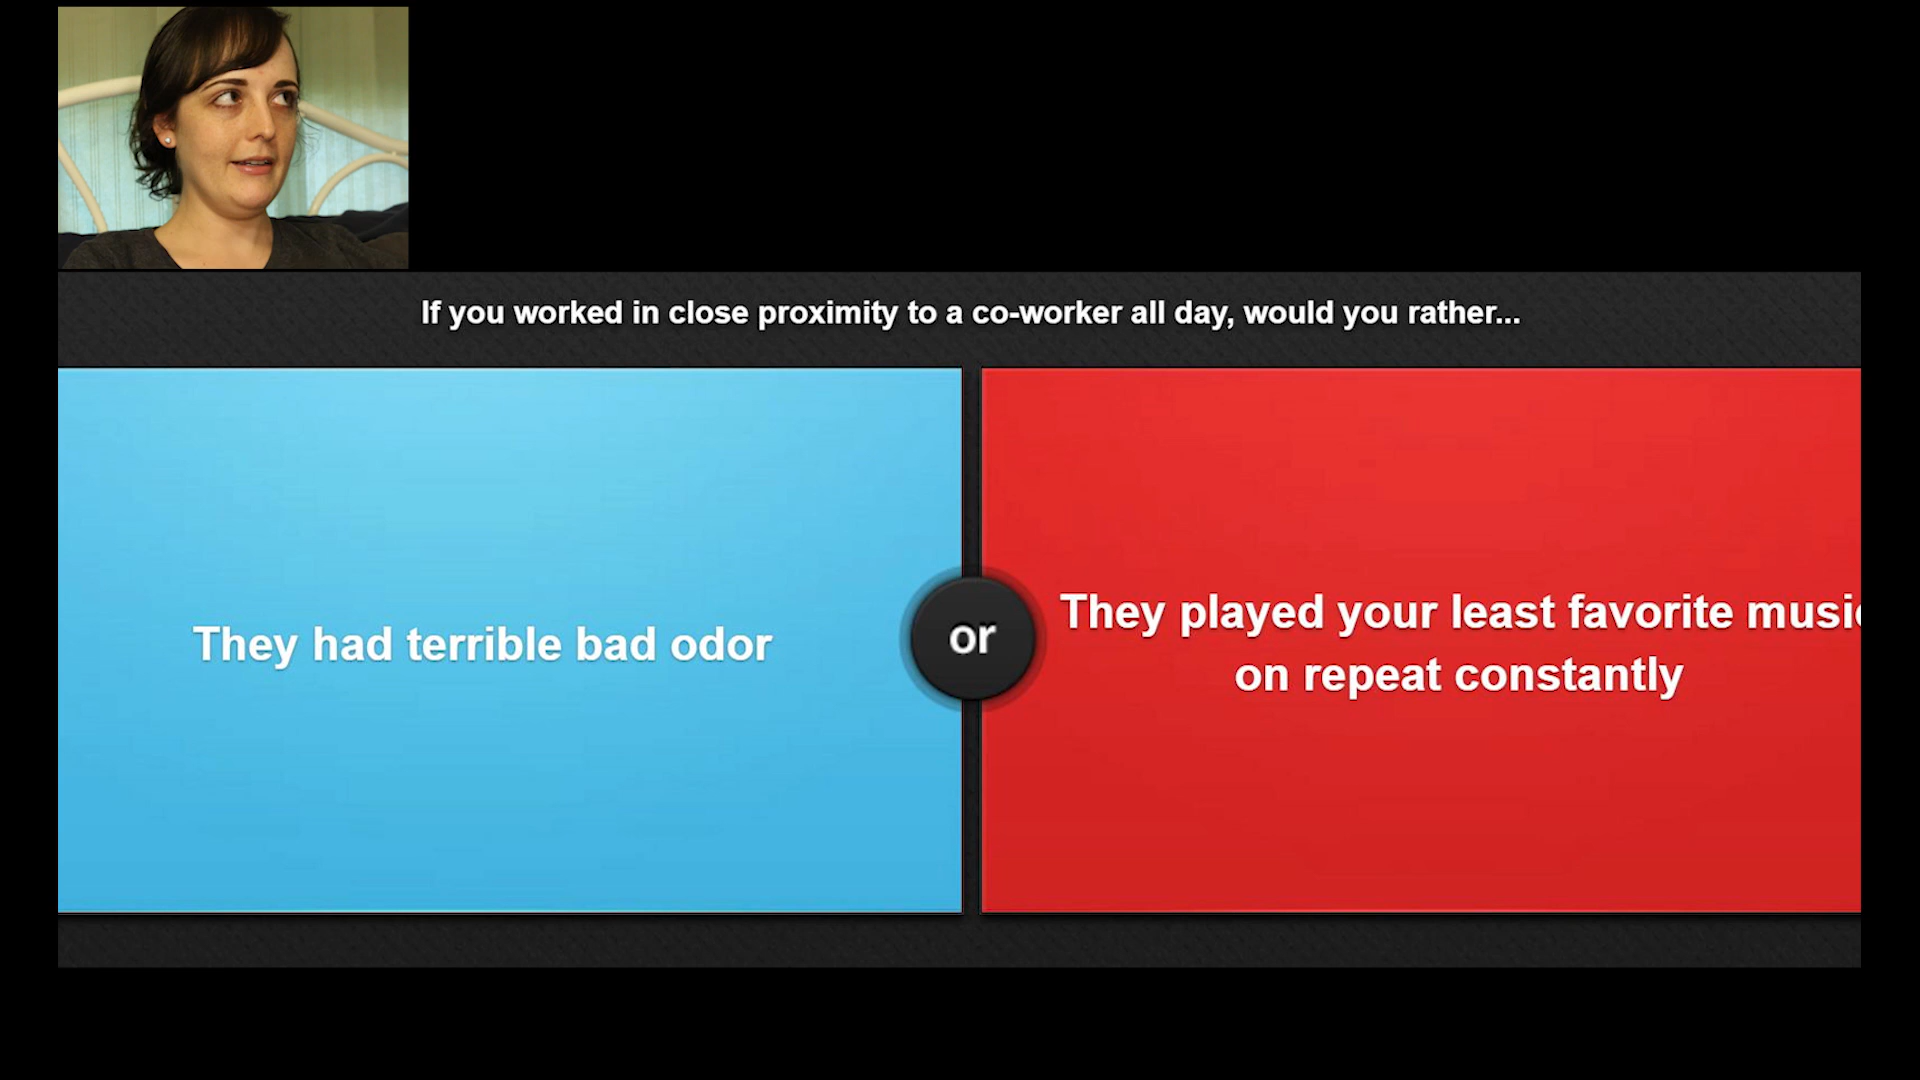 If you worked in close proximity to a co-worker all day, would you rather...
They had terrible bad odor
or
They played your least favorite music
on repeat constantly